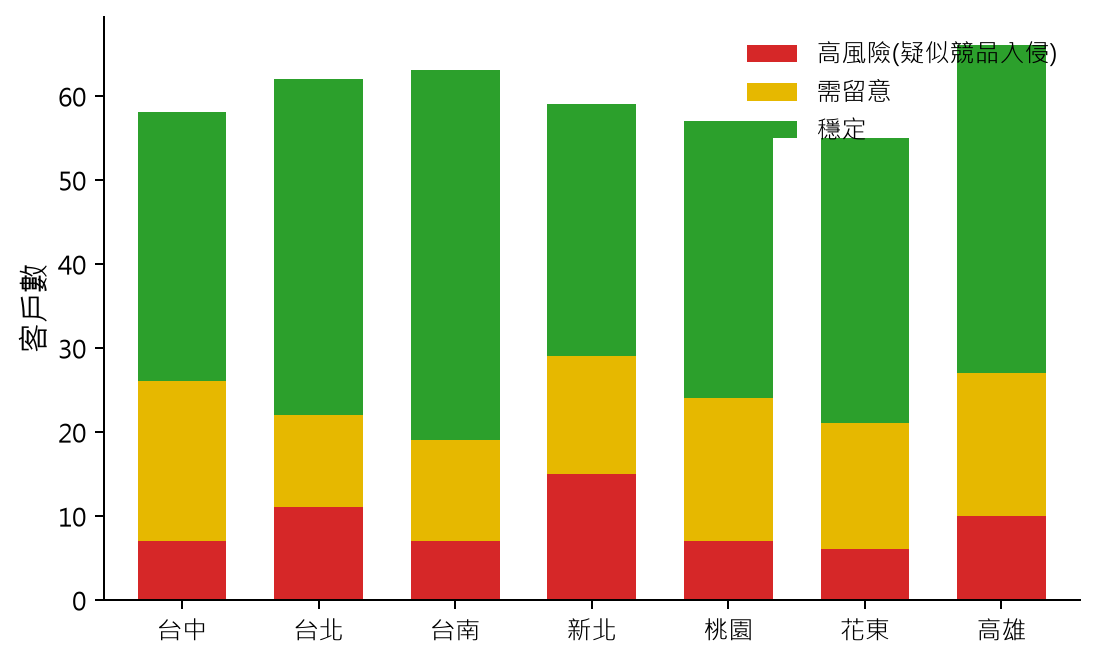 高風險(疑似競品入侵)
需留意
穩定
客戶數
60
50
40
30
20
10
0
台中
台北
台南
新北
桃園
花東
高雄